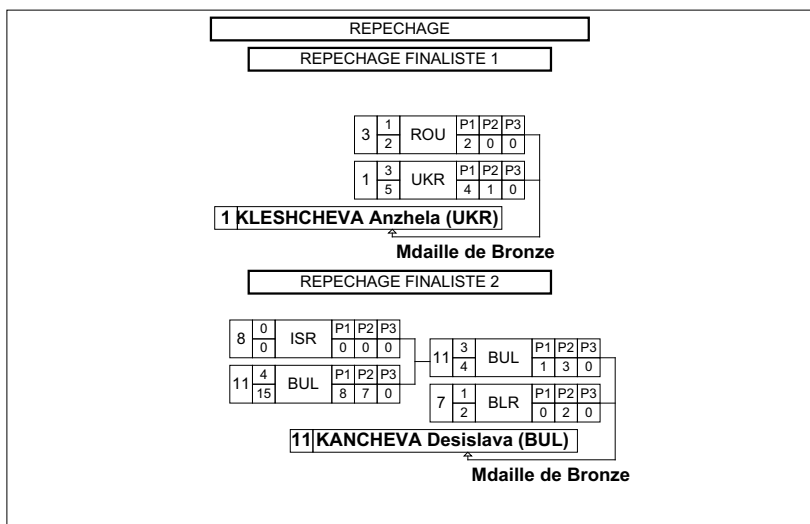 REPECHAGE
REPECHAGE FINALISTE 1
3 1 ROU P1 P2 P3
2 2 0 0
1 3 UKR P1 P2 P3
5 4 1 0
1 KLESHCHEVA Anzhela (UKR)
Mdaille de Bronze
REPECHAGE FINALISTE 2
8 0 ISR P1 P2 P3
0 0 0 0
11 4 BUL P1 P2 P3
15 8 7 0
11 3 BUL P1 P2 P3
4 1 3 0
7 1 BLR P1 P2 P3
2 0 2 0
11 KANCHEVA Desislava (BUL)
Mdaille de Bronze